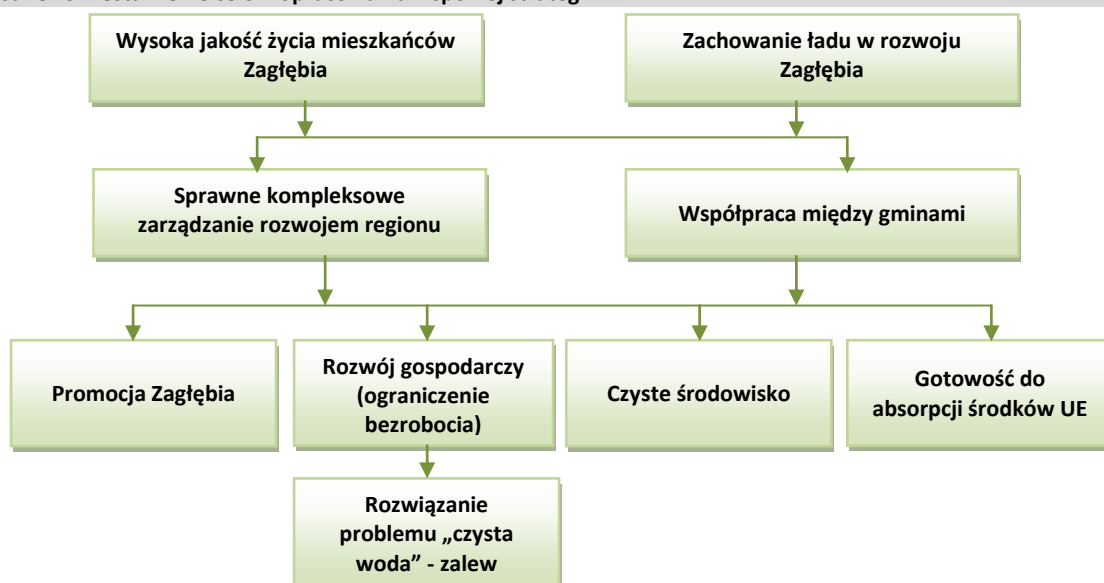 Wysoka jakość życia mieszkańców
Zagłębia
Zachowanie ładu w rozwoju
Zagłębia
Sprawne kompleksowe
zarządzanie rozwojem regionu
Współpraca między gminami
Promocja Zagłębia
Rozwój gospodarczy
(ograniczenie
bezrobocia)
Czyste środowisko
Gotowość do
absorpcji środków UE
Rozwiązanie
problemu „czysta
woda” - zalew